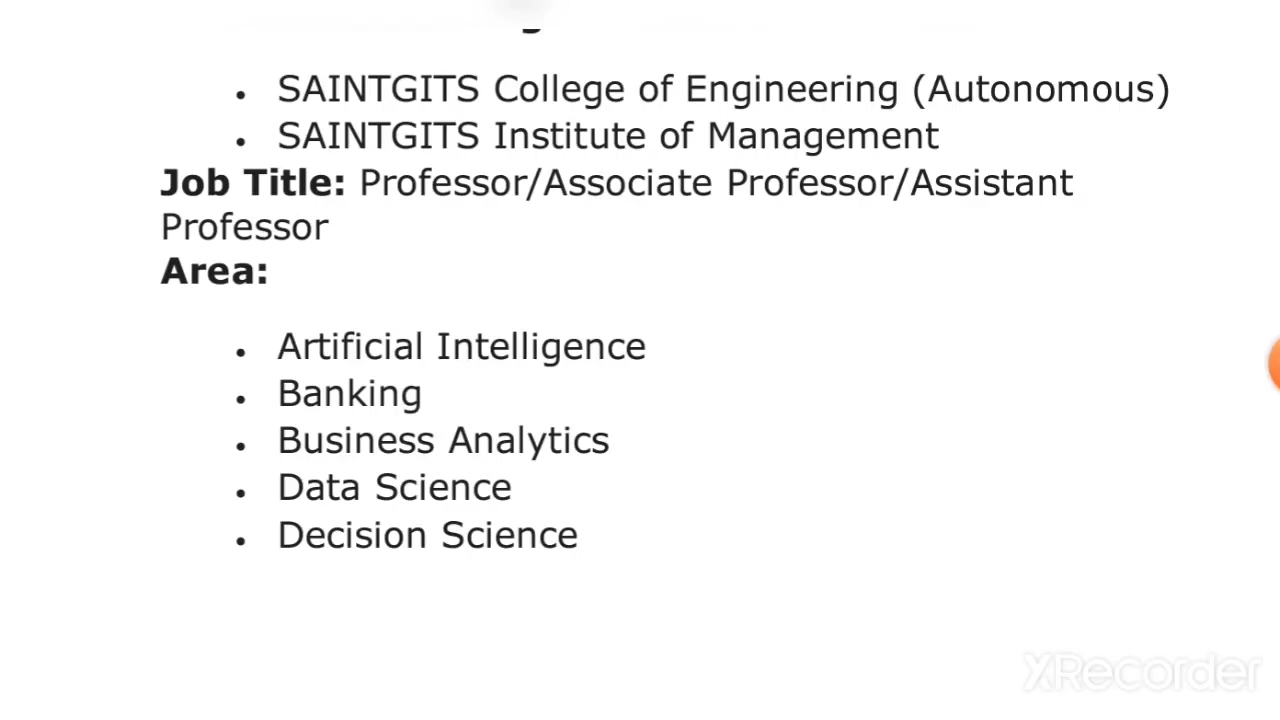 • SAINTGITS College of Engineering (Autonomous)
• SAINTGITS Institute of Management
Job Title: Professor/Associate Professor/Assistant
Professor
Area:
• Artificial Intelligence
• Banking
• Business Analytics
• Data Science
• Decision Science
XRecorder